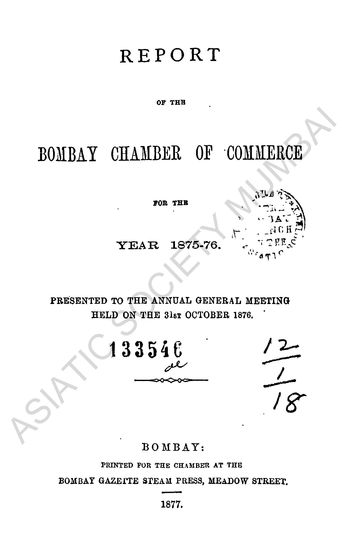 REPORT
OF THE
BOMBAY CHAMBER OF COMMERCE
FOR THE
YEAR 1875-76.
PRESENTED TO THE ANNUAL GENERAL MEETING
HELD ON THE 31ST OCTOBER 1876.
133546
12
1
18
BOMBAY:
PRINTED FOR THE CHAMBER AT THE
BOMBAY GAZETTE STEAM PRESS, MEADOW STREET.
1877.
ASIATIC SOCIETY MUMBAI